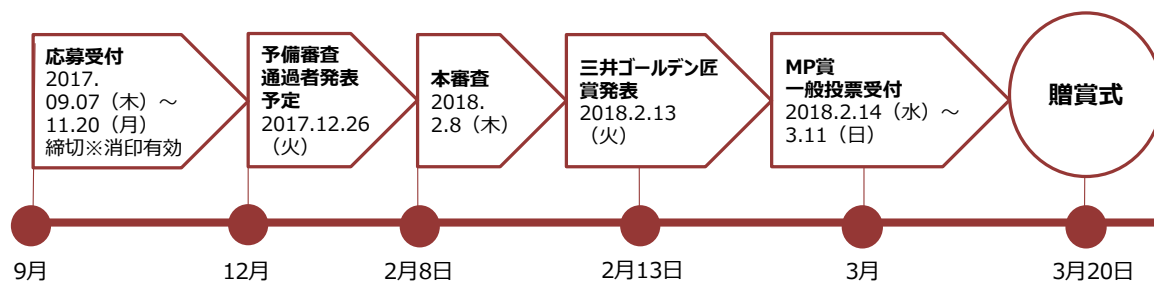 応募受付
2017.
09.07（木）～
11.20（月）
締切※消印有効
予備審査
通過者発表
予定
2017.12.26
（火）
本審査
2018.
2.8（木）
三井ゴールデン匠
賞発表
2018.2.13
（火）
MP賞
一般投票受付
2018.2.14（水）～
3.11（日）
贈賞式
9月
12月
2月8日
2月13日
3月
3月20日